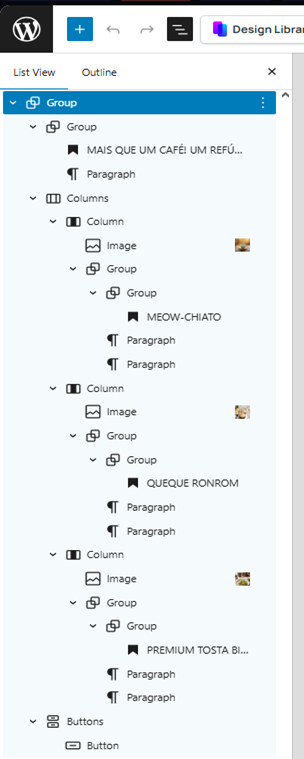 Design Librar
List View Outline
Group
Group
MAIS QUE UM CAFÉ! UM REFÚ...
Paragraph
Columns
Column
Image
Group
Group
MEOW-CHIATO
Paragraph
Paragraph
Column
Image
Group
Group
QUEQUE RONROM
Paragraph
Paragraph
Column
Image
Group
Group
PREMIUM TOSTA BI...
Paragraph
Paragraph
Buttons
Button